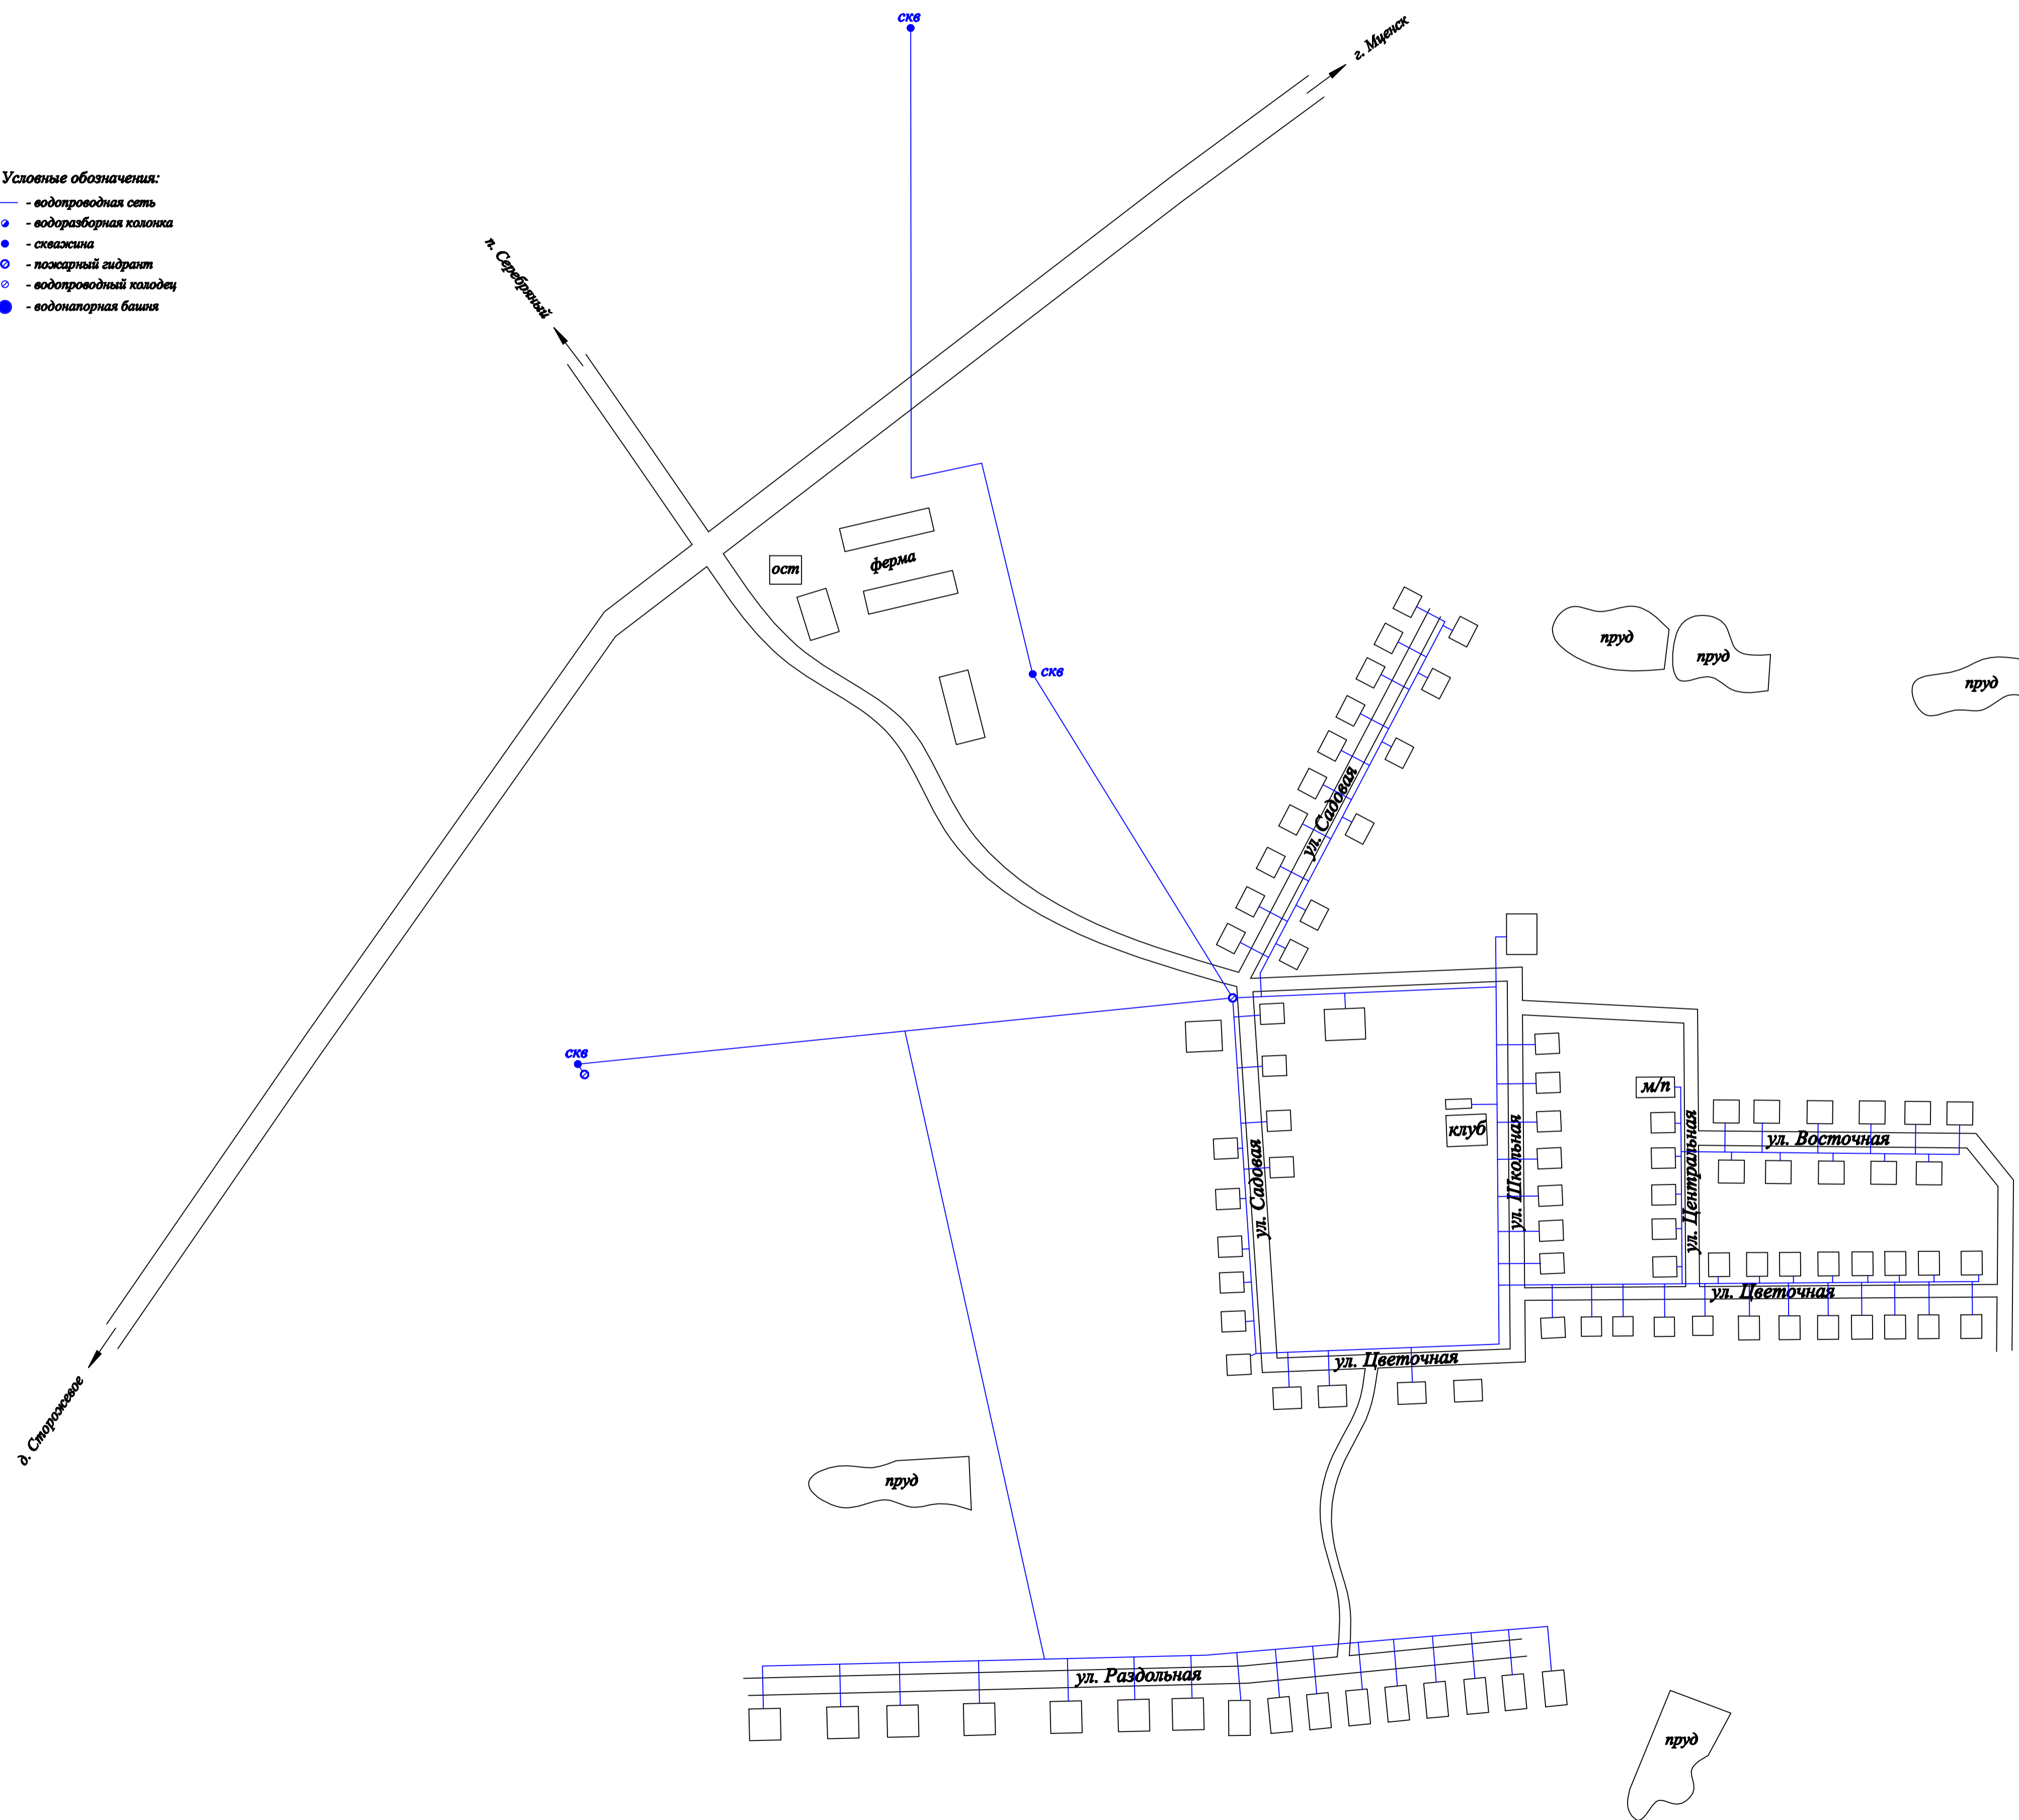 скв
г. Мценск
Условные обозначения:
- водопроводная сеть
- водоразборная колонка
- скважина
- пожарный гидрант
- водопроводный колодец
- водонапорная башня
п. Серебряный
ферма
ост
скв
пруд
пруд
пруд
ул. Садовая
скв
м/п
клуб
ул. Школьная
ул. Центральная
ул. Восточная
ул. Садовая
ул. Цветочная
ул. Цветочная
д. Сторожевое
пруд
ул. Раздольная
пруд